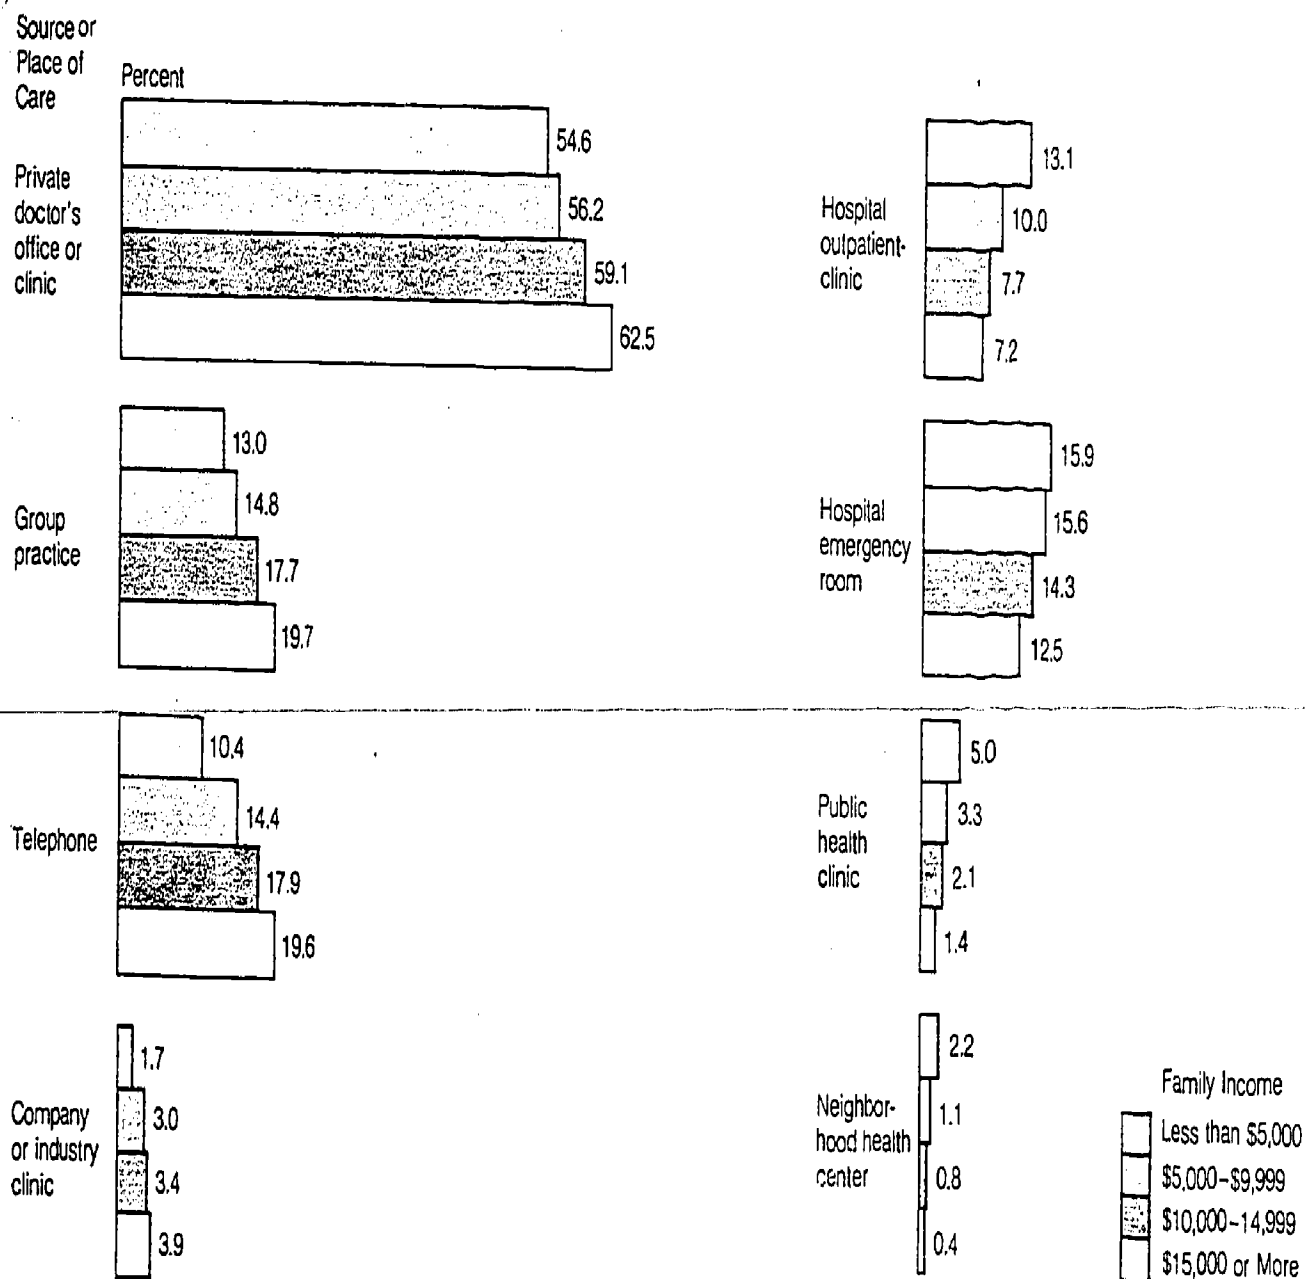 Source or
Place of
Care
Percent
Private
doctor's
office or
clinic
54.6
56.2
59.1
62.5
Group
practice
13.0
14.8
17.7
19.7
Telephone
10.4
14.4
17.9
19.6
Company
or industry
clinic
1.7
3.0
3.4
3.9
Hospital
outpatient-
clinic
13.1
10.0
7.7
7.2
Hospital
emergency
room
15.9
15.6
14.3
12.5
Public
health
clinic
5.0
3.3
2.1
1.4
Neighbor-
hood health
center
2.2
1.1
0.8
0.4
Family Income
Less than $5,000
$5,000–$9,999
$10,000–14,999
$15,000 or More